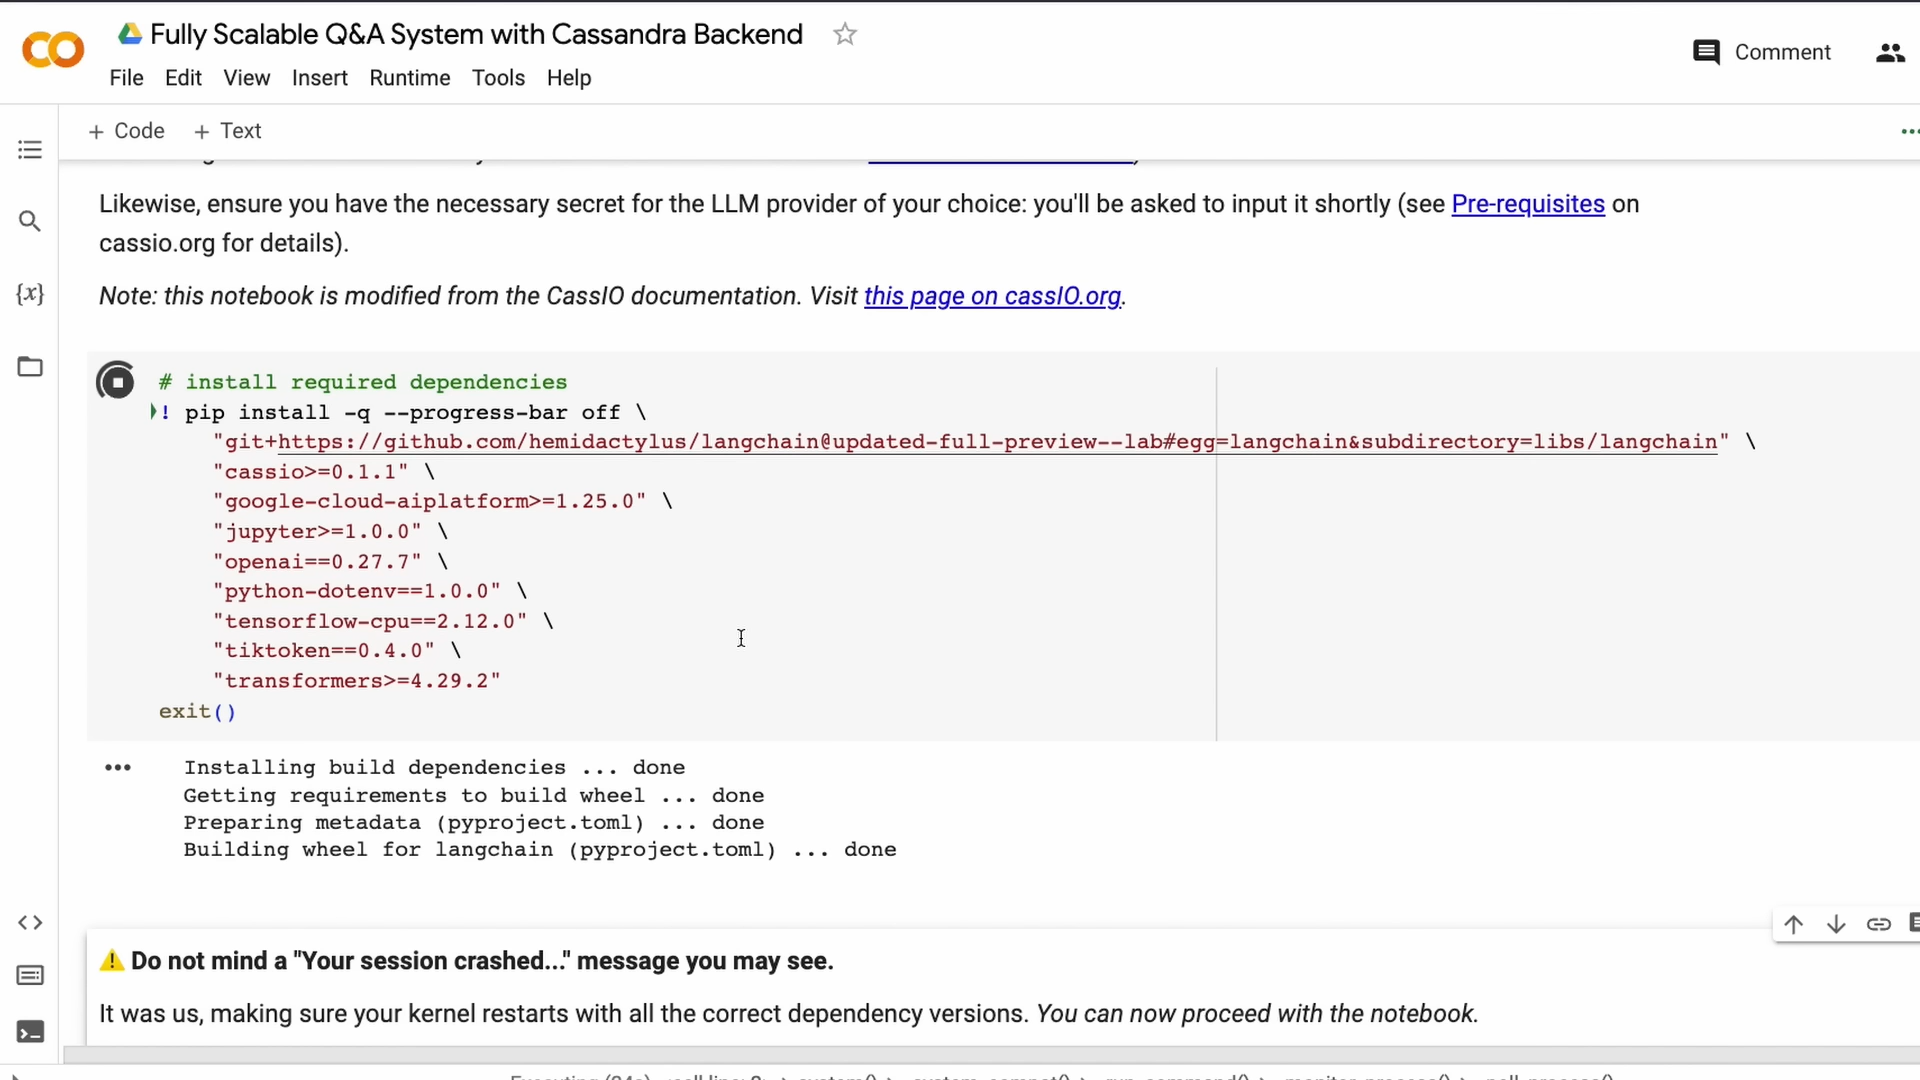 Fully Scalable Q&A System with Cassandra Backend
Comment
File Edit View Insert Runtime Tools Help
+ Code + Text
Likewise, ensure you have the necessary secret for the LLM provider of your choice: you'll be asked to input it shortly (see Pre-requisites on
cassio.org for details).
Note: this notebook is modified from the CassIO documentation. Visit this page on cassIO.org.
{x}
# install required dependencies
! pip install -q --progress-bar off \
"git+https://github.com/hemidactylus/langchain@updated-full-preview--lab#egg=langchain&subdirectory=libs/langchain" \
"cassio>=0.1.1" \
"google-cloud-aiplatform>=1.25.0" \
"jupyter>=1.0.0" \
"openai==0.27.7" \
"python-dotenv==1.0.0" \
"tensorflow-cpu==2.12.0" \
"tiktoken==0.4.0" \
"transformers>=4.29.2"
exit()
Installing build dependencies ... done
Getting requirements to build wheel ... done
Preparing metadata (pyproject.toml) ... done
Building wheel for langchain (pyproject.toml) ... done
⚠ Do not mind a "Your session crashed..." message you may see.
It was us, making sure your kernel restarts with all the correct dependency versions. You can now proceed with the notebook.